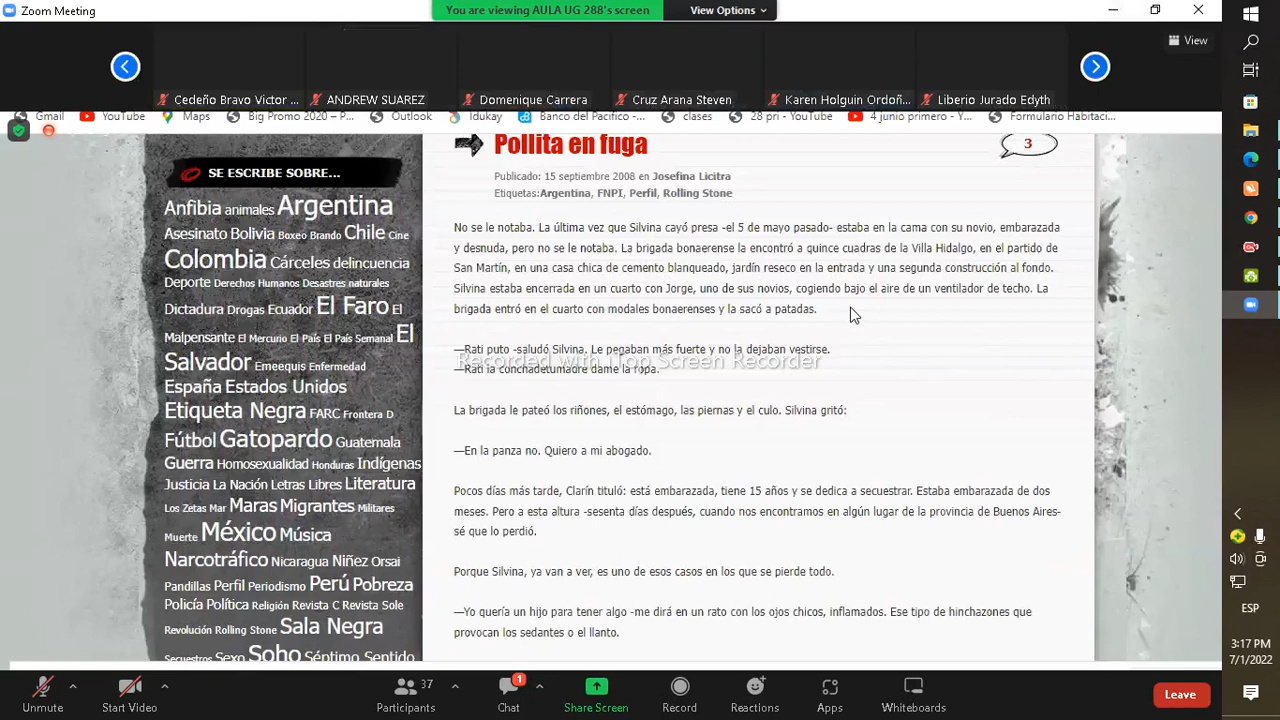 Zoom Meeting
You are viewing AULA UG 288's screen
View Options
View
Cedeño Bravo Victor ...
ANDREW SUAREZ
Domenique Carrera
Cruz Arana Steven
Karen Holguin Ordoñ...
Liberio Jurado Edyth
Gmail
YouTube
Maps
Big Promo 2020 – P...
Outlook
Idukay
Banco del Pacifico -...
clases
28 pri - YouTube
4 junio primero - Y...
Formulario Habilitaci...
SE ESCRIBE SOBRE...
Anfibia animales Argentina
Asesinato Bolivia Boxeo Brando Chile Cine
Colombia Cárceles delincuencia
Deporte Derechos Humanos Desastres naturales
Dictadura Drogas Ecuador El Faro El
Malpensante El Mercurio El País El País Semanal El
Salvador Emeequis Enfermedad
España Estados Unidos
Etiqueta Negra FARC Frontera D
Fútbol Gatopardo Guatemala
Guerra Homosexualidad Honduras Indígenas
Justicia La Nación Letras Libres Literatura
Los Zetas Mar Maras Migrantes Militares
Muerte México Música
Narcotráfico Nicaragua Niñez Orsai
Pandillas Perfil Periodismo Perú Pobreza
Policía Política Religión Revista C Revista Sole
Revolución Rolling Stone Sala Negra
Secuestros Sexo Soho Séptimo Sentido
Pollita en fuga
3
Publicado: 15 septiembre 2008 en Josefina Licitra
Etiquetas:Argentina, FNPI, Perfil, Rolling Stone
No se le notaba. La última vez que Silvina cayó presa -el 5 de mayo pasado- estaba en la cama con su novio, embarazada
y desnuda, pero no se le notaba. La brigada bonaerense la encontró a quince cuadras de la Villa Hidalgo, en el partido de
San Martín, en una casa chica de cemento blanqueado, jardín reseco en la entrada y una segunda construcción al fondo.
Silvina estaba encerrada en un cuarto con Jorge, uno de sus novios, cogiendo bajo el aire de un ventilador de techo. La
brigada entró en el cuarto con modales bonaerenses y la sacó a patadas.
—Rati puto -saludó Silvina. Le pegaban más fuerte y no la dejaban vestirse.
Recorded with iTop Screen Recorder
—Rati la conchadetumadre dame la ropa.
La brigada le pateó los riñones, el estómago, las piernas y el culo. Silvina gritó:
—En la panza no. Quiero a mi abogado.
Pocos días más tarde, Clarín tituló: está embarazada, tiene 15 años y se dedica a secuestrar. Estaba embarazada de dos
meses. Pero a esta altura -sesenta días después, cuando nos encontramos en algún lugar de la provincia de Buenos Aires-
sé que lo perdió.
Porque Silvina, ya van a ver, es uno de esos casos en los que se pierde todo.
—Yo quería un hijo para tener algo -me dirá en un rato con los ojos chicos, inflamados. Ese tipo de hinchazones que
provocan los sedantes o el llanto.
ESP
3:17 PM
7/1/2022
Unmute
Start Video
37
Participants
1
Chat
Share Screen
Record
Reactions
Apps
Whiteboards
Leave